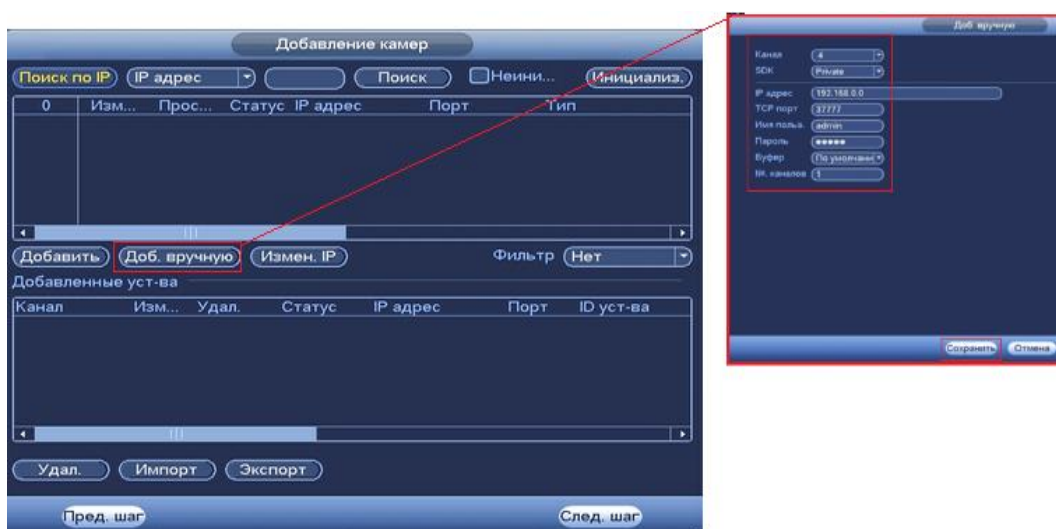 Добавление камер
Поиск по IP IP адрес Поиск Неини... Инициализ.
0 Изм... Прос... Статус IP адрес Порт Тип
Добавить Доб. вручную Измен. IP Фильтр Нет
Добавленные уст-ва
Канал Изм... Удал. Статус IP адрес Порт ID уст-ва
Удал. Импорт Экспорт
Пред. шаг След. шаг
Доб. вручную
Канал 4
SDK Private
IP адрес 192.168.0.0
TCP порт 37777
Имя польз. admin
Пароль •••••
Буфер По умолчани
№. каналов 1
Сохранить Отмена